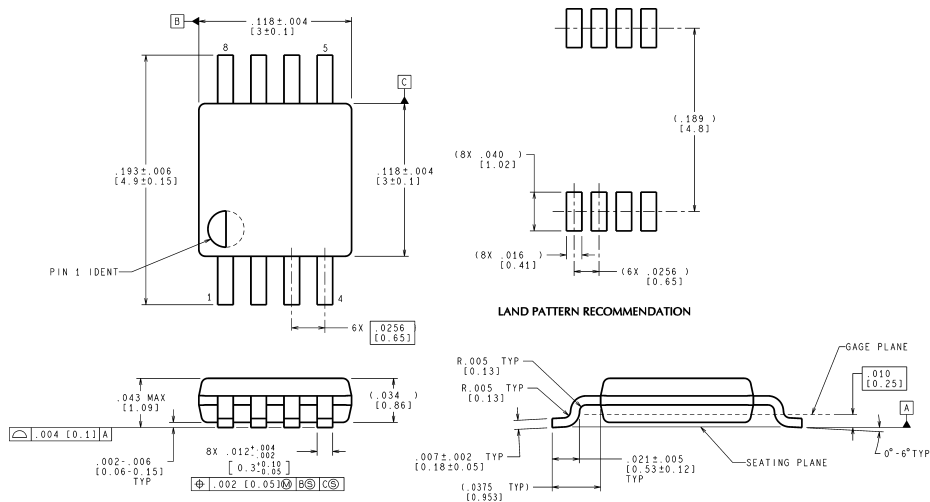 B
.118±.004
[3±0.1]
8
5
C
.193±.006
[4.9±0.15]
.118±.004
[3±0.1]
PIN 1 IDENT
1
4
6X .0256
[0.65]
(.189 )
[4.8]
(8X .040 )
[1.02]
(8X .016 )
[0.41]
(6X .0256 )
[0.65]
LAND PATTERN RECOMMENDATION
.043 MAX
[1.09]
(.034 )
[0.86]
⌓ .004 [0.1] A
.002-.006
[0.06-0.15]
TYP
8X .012 +.004 -.002
[0.3 +0.10 -0.05]
⌖ .002 [0.05]Ⓜ BⓈ CⓈ
R.005 TYP
[0.13]
R.005 TYP
[0.13]
GAGE PLANE
.010
[0.25]
A
0°-6° TYP
.007±.002 TYP
[0.18±0.05]
.021±.005
[0.53±0.12]
TYP
SEATING PLANE
(.0375 TYP)
[0.953]